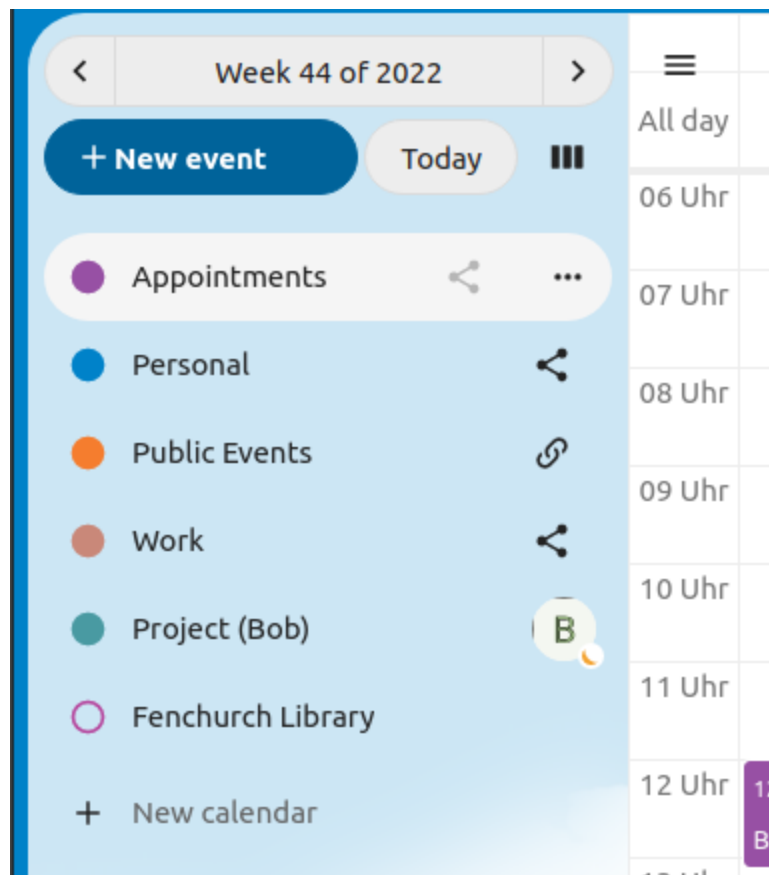 Week 44 of 2022
+ New event
Today
Appointments
Personal
Public Events
Work
Project (Bob)
B
Fenchurch Library
+ New calendar
All day
06 Uhr
07 Uhr
08 Uhr
09 Uhr
10 Uhr
11 Uhr
12 Uhr
B